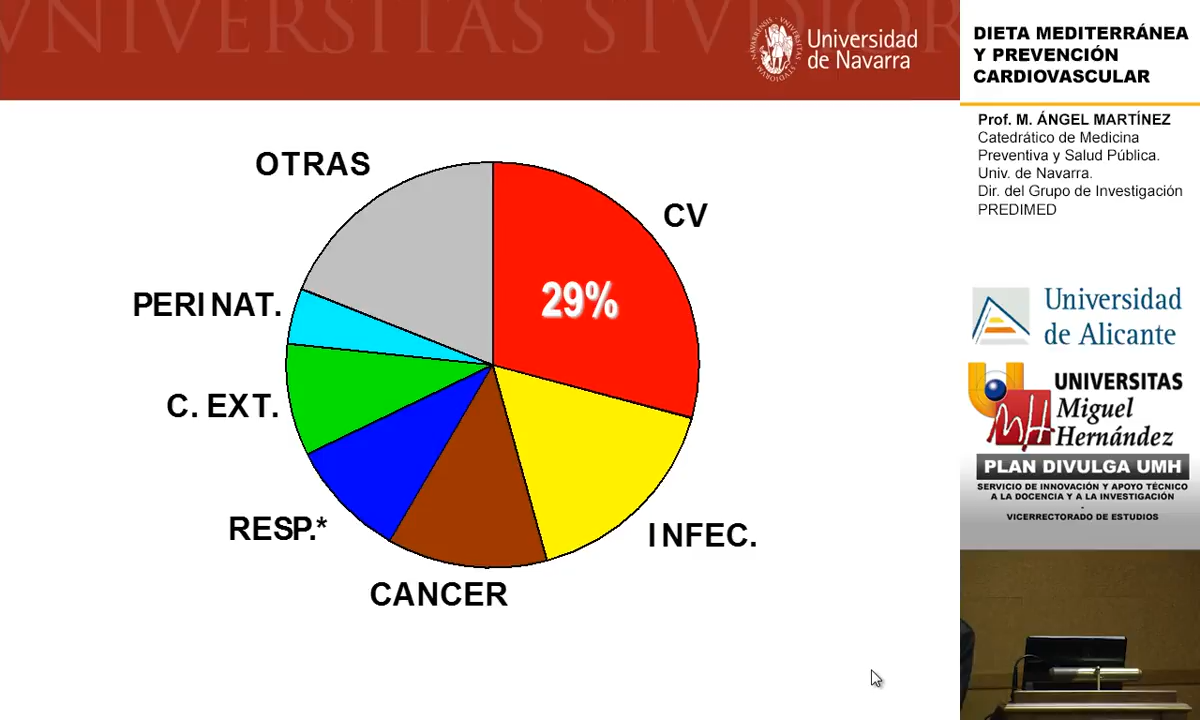 VNIVERSITAS STVDIOR
Universidad
de Navarra
OTRAS
CV
29%
PERINAT.
C. EXT.
RESP.*
INFEC.
CANCER
DIETA MEDITERRÁNEA
Y PREVENCIÓN
CARDIOVASCULAR
Prof. M. ÁNGEL MARTÍNEZ
Catedrático de Medicina
Preventiva y Salud Pública.
Univ. de Navarra.
Dir. del Grupo de Investigación
PREDIMED
Universidad
de Alicante
UNIVERSITAS
Miguel
Hernández
PLAN DIVULGA UMH
SERVICIO DE INNOVACIÓN Y APOYO TÉCNICO
A LA DOCENCIA Y A LA INVESTIGACIÓN
-
VICERRECTORADO DE ESTUDIOS